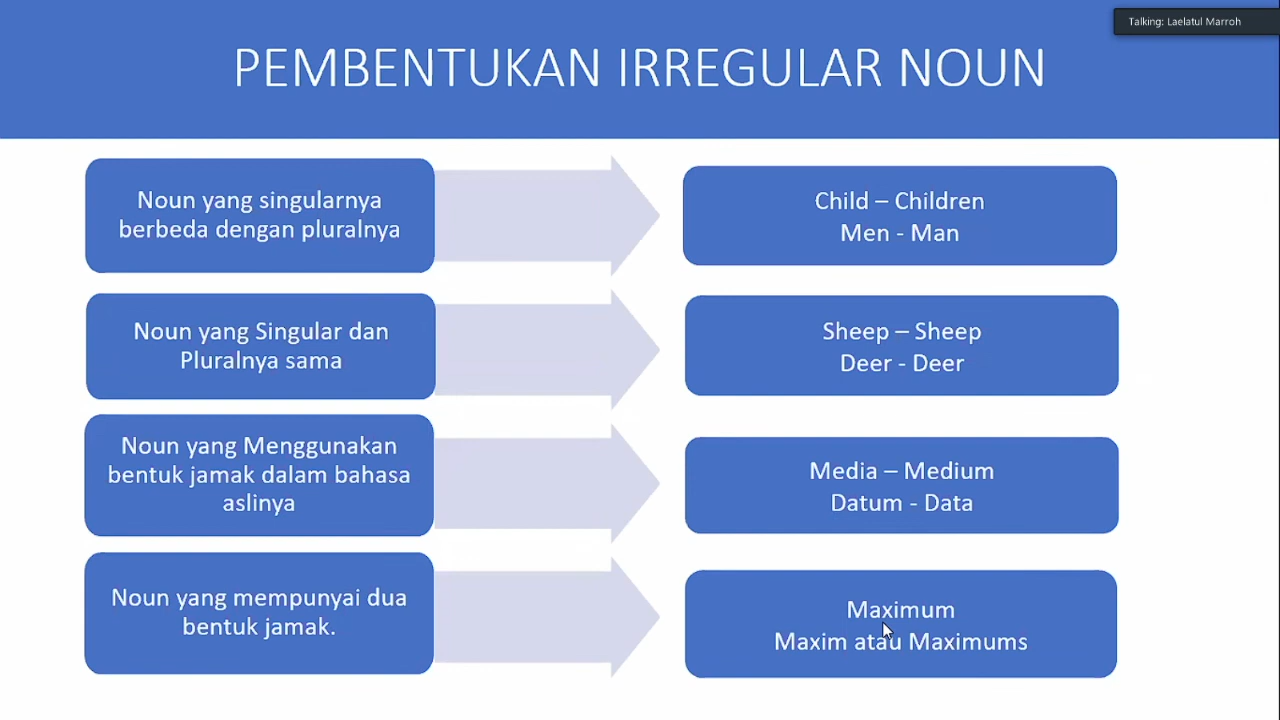 Talking: Laelatul Marroh
PEMBENTUKAN IRREGULAR NOUN
Noun yang singularnya
berbeda dengan pluralnya
Child – Children
Men - Man
Noun yang Singular dan
Pluralnya sama
Sheep – Sheep
Deer - Deer
Noun yang Menggunakan
bentuk jamak dalam bahasa
aslinya
Media – Medium
Datum - Data
Noun yang mempunyai dua
bentuk jamak.
Maximum
Maxim atau Maximums